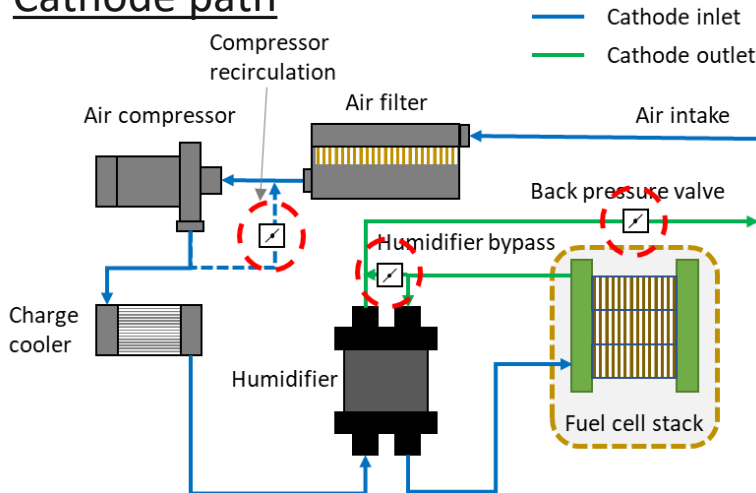 Cathode path
Cathode inlet
Cathode outlet
Compressor
recirculation
Air compressor
Air filter
Air intake
Back pressure valve
Humidifier bypass
Charge
cooler
Humidifier
Fuel cell stack